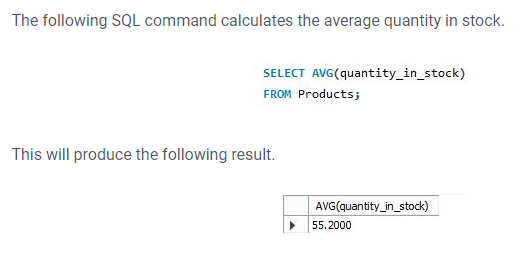 The following SQL command calculates the average quantity in stock.
SELECT AVG(quantity_in_stock)
FROM Products;
This will produce the following result.
AVG(quantity_in_stock)
55.2000